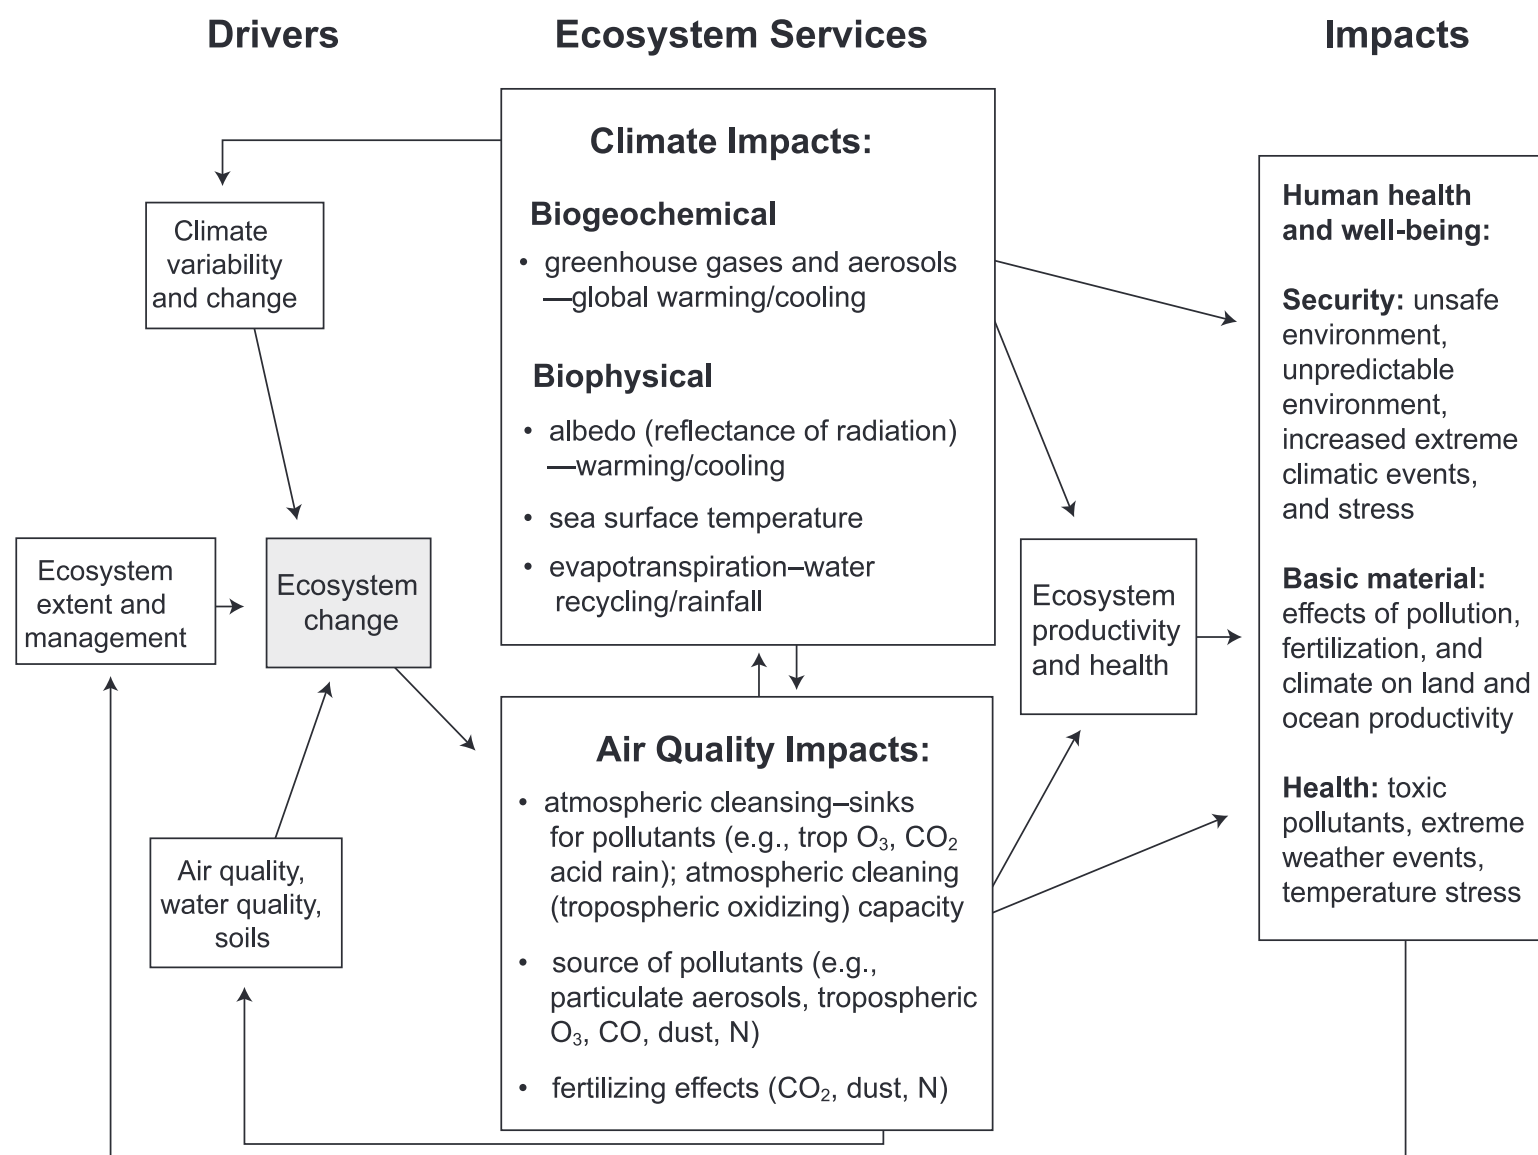 Drivers
Ecosystem Services
Impacts
Climate
variability
and change
Ecosystem
extent and
management
Ecosystem
change
Air quality,
water quality,
soils
Climate Impacts:
Biogeochemical
• greenhouse gases and aerosols
—global warming/cooling
Biophysical
• albedo (reflectance of radiation)
—warming/cooling
• sea surface temperature
• evapotranspiration–water
recycling/rainfall
Air Quality Impacts:
• atmospheric cleansing–sinks
for pollutants (e.g., trop O₃, CO₂
acid rain); atmospheric cleaning
(tropospheric oxidizing) capacity
• source of pollutants (e.g.,
particulate aerosols, tropospheric
O₃, CO, dust, N)
• fertilizing effects (CO₂, dust, N)
Ecosystem
productivity
and health
Human health
and well-being:
Security: unsafe
environment,
unpredictable
environment,
increased extreme
climatic events,
and stress
Basic material:
effects of pollution,
fertilization, and
climate on land and
ocean productivity
Health: toxic
pollutants, extreme
weather events,
temperature stress